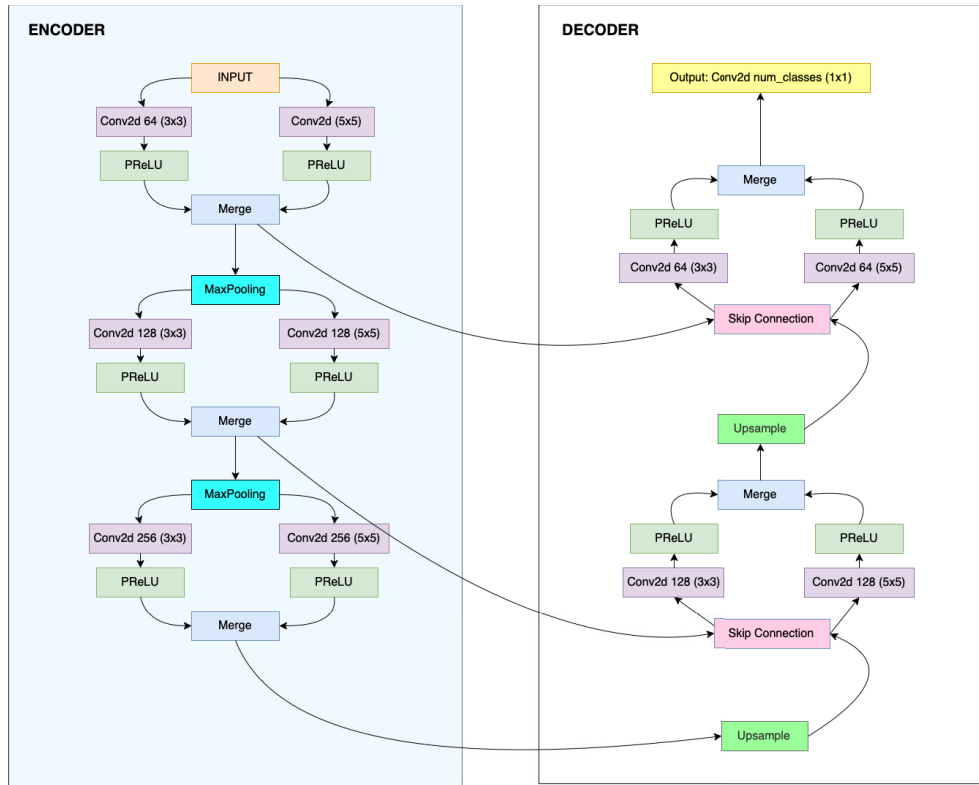 ENCODER
INPUT
Conv2d 64 (3x3)
Conv2d (5x5)
PReLU
PReLU
Merge
MaxPooling
Conv2d 128 (3x3)
Conv2d 128 (5x5)
PReLU
PReLU
Merge
MaxPooling
Conv2d 256 (3x3)
Conv2d 256 (5x5)
PReLU
PReLU
Merge
DECODER
Output: Conv2d num_classes (1x1)
Merge
PReLU
PReLU
Conv2d 64 (3x3)
Conv2d 64 (5x5)
Skip Connection
Upsample
Merge
PReLU
PReLU
Conv2d 128 (3x3)
Conv2d 128 (5x5)
Skip Connection
Upsample